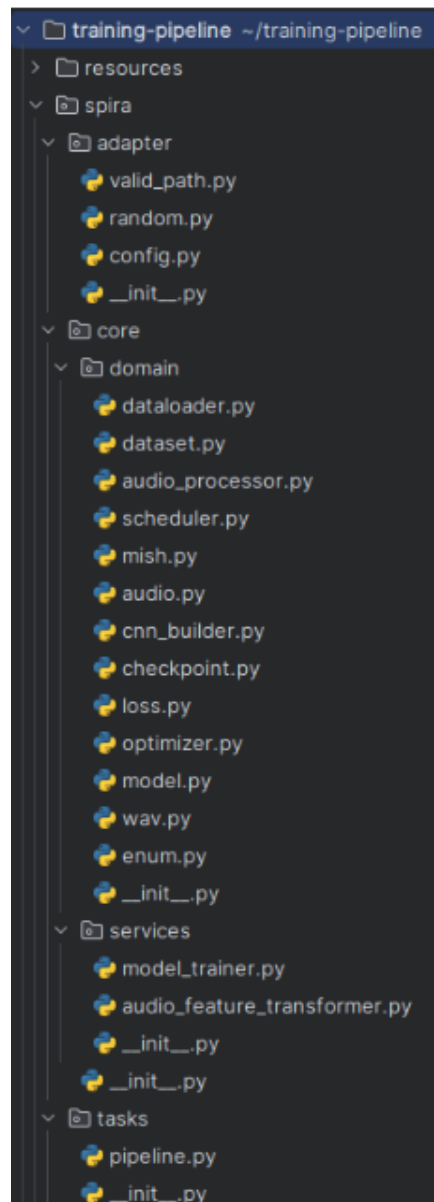 training-pipeline ~/training-pipeline
resources
spira
adapter
valid_path.py
random.py
config.py
__init__.py
core
domain
dataloader.py
dataset.py
audio_processor.py
scheduler.py
mish.py
audio.py
cnn_builder.py
checkpoint.py
loss.py
optimizer.py
model.py
wav.py
enum.py
__init__.py
services
model_trainer.py
audio_feature_transformer.py
__init__.py
__init__.py
tasks
pipeline.py
__init__.py